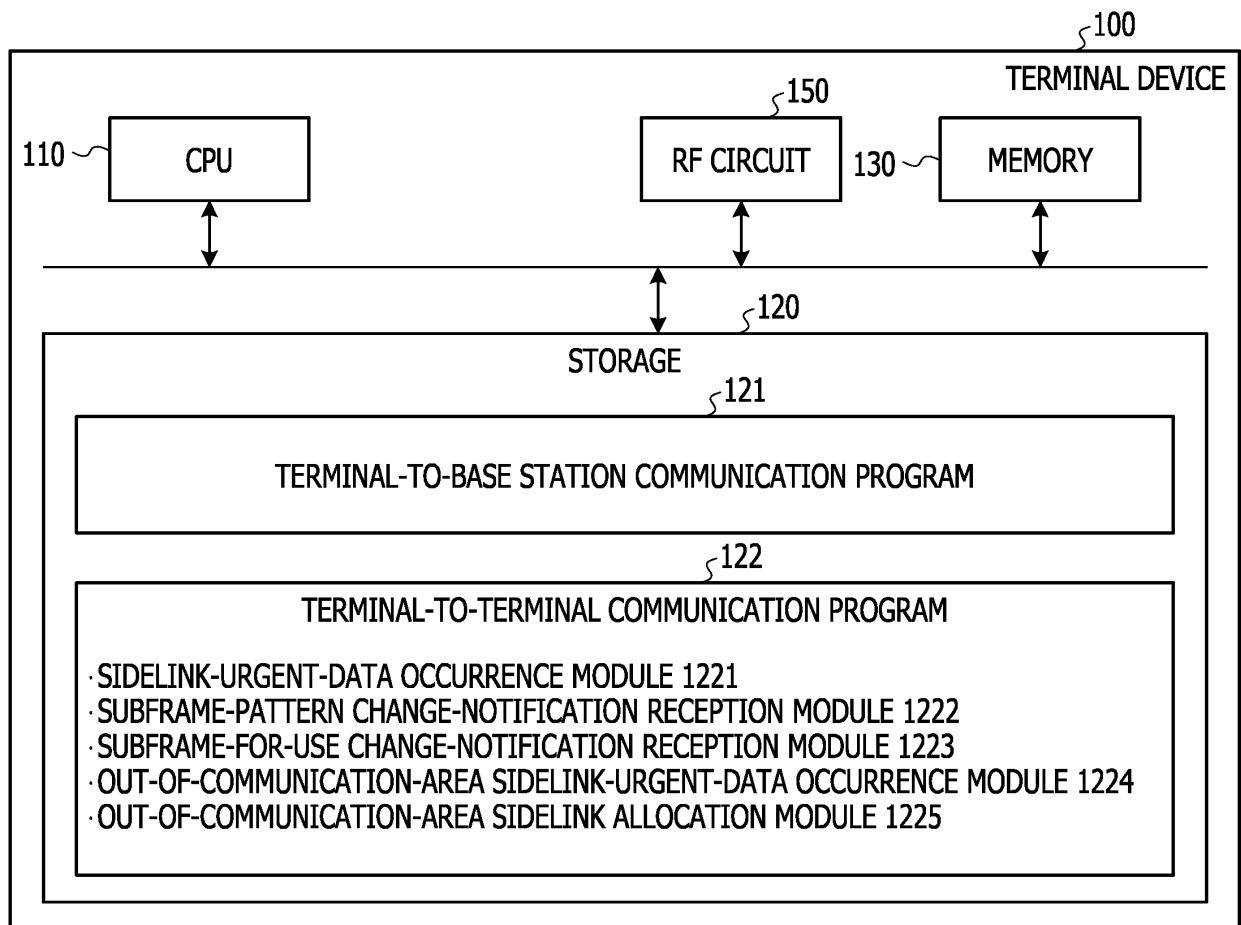 100
TERMINAL DEVICE
150
110
CPU
RF CIRCUIT
130
MEMORY
120
STORAGE
121
TERMINAL-TO-BASE STATION COMMUNICATION PROGRAM
122
TERMINAL-TO-TERMINAL COMMUNICATION PROGRAM
·SIDELINK-URGENT-DATA OCCURRENCE MODULE 1221
·SUBFRAME-PATTERN CHANGE-NOTIFICATION RECEPTION MODULE 1222
·SUBFRAME-FOR-USE CHANGE-NOTIFICATION RECEPTION MODULE 1223
·OUT-OF-COMMUNICATION-AREA SIDELINK-URGENT-DATA OCCURRENCE MODULE 1224
·OUT-OF-COMMUNICATION-AREA SIDELINK ALLOCATION MODULE 1225